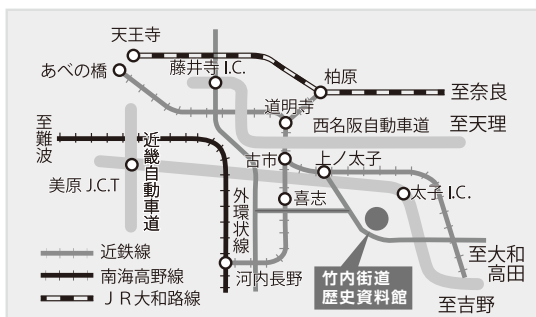 天王寺
あべの橋
藤井寺 I.C.
柏原
至奈良
道明寺
西名阪自動車道
至天理
至難波
近畿自動車道
古市
上ノ太子
美原 J.C.T
外環状線
喜志
太子 I.C.
近鉄線
南海高野線
JR大和路線
河内長野
竹内街道
歴史資料館
至大和
高田
至吉野